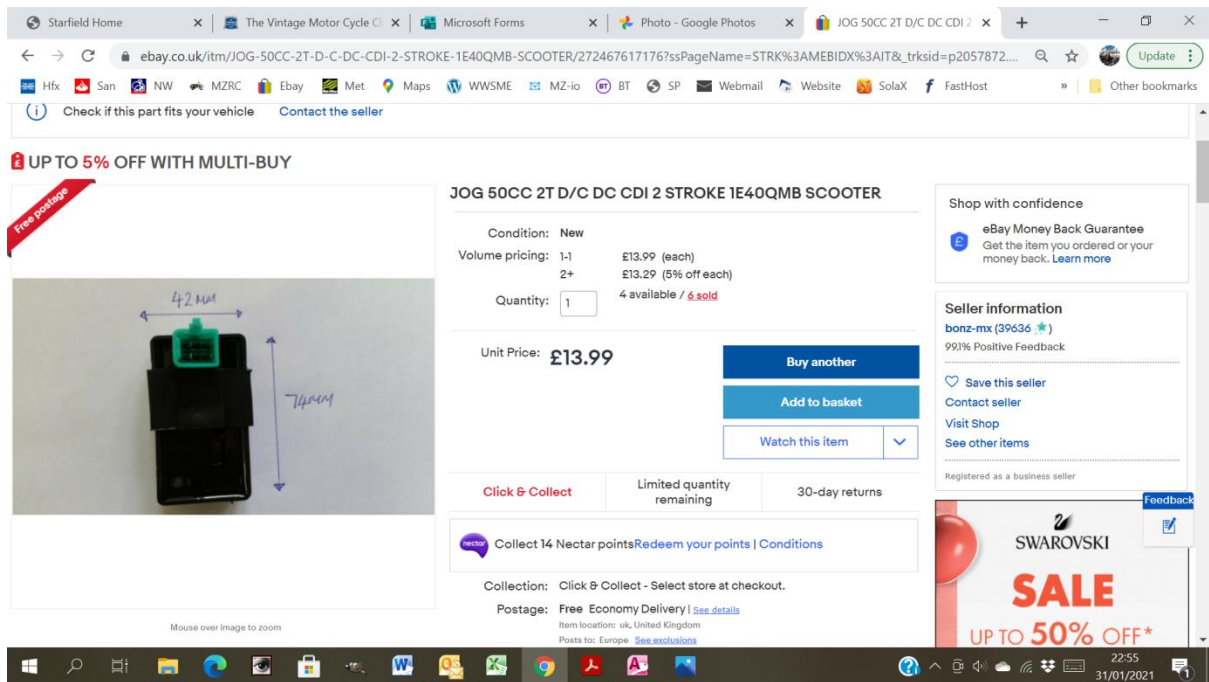 Starfield Home
The Vintage Motor Cycle Cl
Microsoft Forms
Photo - Google Photos
JOG 50CC 2T D/C DC CDI 2
ebay.co.uk/itm/JOG-50CC-2T-D-C-DC-CDI-2-STROKE-1E40QMB-SCOOTER/272467617176?ssPageName=STRK%3AMEBIDX%3AIT&_trksid=p2057872....
Update
Hfx San NW MZRC Ebay Met Maps WWSME MZ-io BT SP Webmail Website SolaX FastHost » Other bookmarks
Check if this part fits your vehicle Contact the seller
UP TO 5% OFF WITH MULTI-BUY
Free postage
42MM
74MM
Mouse over image to zoom
JOG 50CC 2T D/C DC CDI 2 STROKE 1E40QMB SCOOTER
Condition: New
Volume pricing: 1-1 £13.99 (each)
2+ £13.29 (5% off each)
Quantity: 1 4 available / 6 sold
Unit Price: £13.99
Buy another
Add to basket
Watch this item
Click & Collect
Limited quantity
remaining
30-day returns
nectar Collect 14 Nectar pointsRedeem your points | Conditions
Collection: Click & Collect - Select store at checkout.
Postage: Free Economy Delivery | See details
Item location: uk, United Kingdom
Posts to: Europe See exclusions
Shop with confidence
eBay Money Back Guarantee
Get the item you ordered or your
money back. Learn more
Seller information
bonz-mx (39636)
99.1% Positive Feedback
Save this seller
Contact seller
Visit Shop
See other items
Registered as a business seller
Feedback
SWAROVSKI
SALE
UP TO 50% OFF*
22:55
31/01/2021